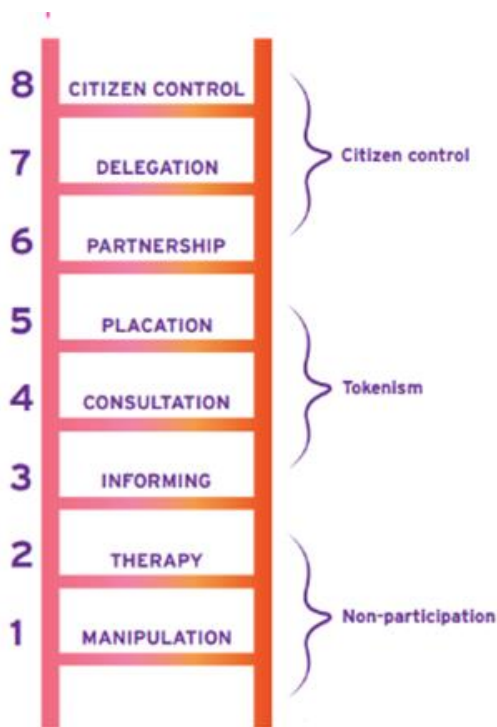 8 CITIZEN CONTROL
7 DELEGATION
Citizen control
6 PARTNERSHIP
5 PLACATION
4 CONSULTATION
Tokenism
3 INFORMING
2 THERAPY
1 MANIPULATION
Non-participation